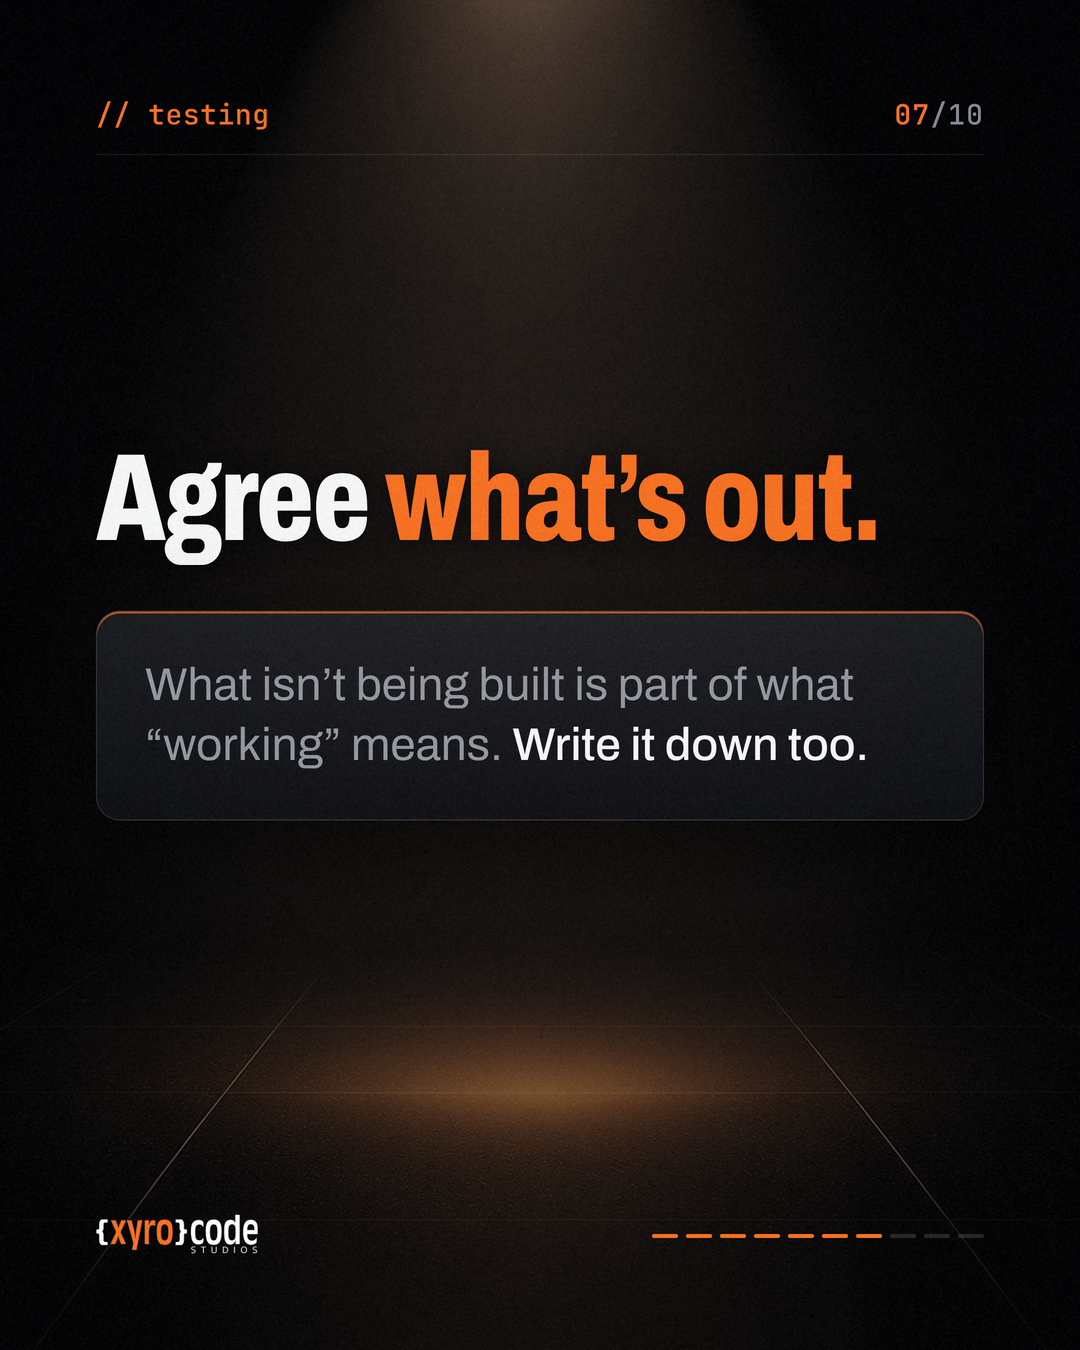 // testing
07/10
Agree what’s out.
What isn’t being built is part of what
“working” means. Write it down too.
{xyro}code
STUDIOS